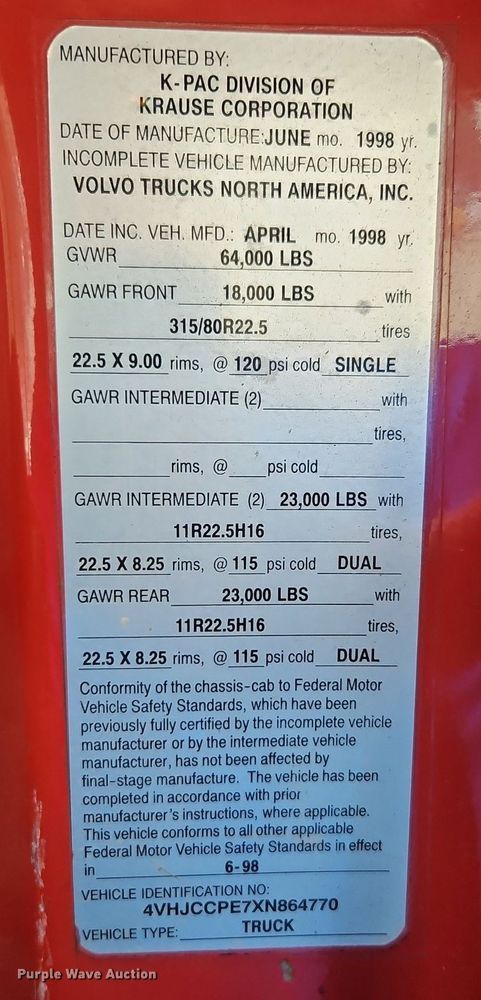 MANUFACTURED BY:
K-PAC DIVISION OF
KRAUSE CORPORATION
DATE OF MANUFACTURE: JUNE mo. 1998 yr.
INCOMPLETE VEHICLE MANUFACTURED BY:
VOLVO TRUCKS NORTH AMERICA, INC.
DATE INC. VEH. MFD.: APRIL mo. 1998 yr.
GVWR 64,000 LBS
GAWR FRONT 18,000 LBS with
315/80R22.5 tires
22.5 X 9.00 rims, @ 120 psi cold SINGLE
GAWR INTERMEDIATE (2) with
tires,
rims, @ psi cold
GAWR INTERMEDIATE (2) 23,000 LBS with
11R22.5H16 tires,
22.5 X 8.25 rims, @ 115 psi cold DUAL
GAWR REAR 23,000 LBS with
11R22.5H16 tires,
22.5 X 8.25 rims, @ 115 psi cold DUAL
Conformity of the chassis-cab to Federal Motor
Vehicle Safety Standards, which have been
previously fully certified by the incomplete vehicle
manufacturer or by the intermediate vehicle
manufacturer, has not been affected by
final-stage manufacture. The vehicle has been
completed in accordance with prior
manufacturer's instructions, where applicable.
This vehicle conforms to all other applicable
Federal Motor Vehicle Safety Standards in effect
in 6-98
VEHICLE IDENTIFICATION NO:
4VHJCCPE7XN864770
VEHICLE TYPE: TRUCK
Purple Wave Auction